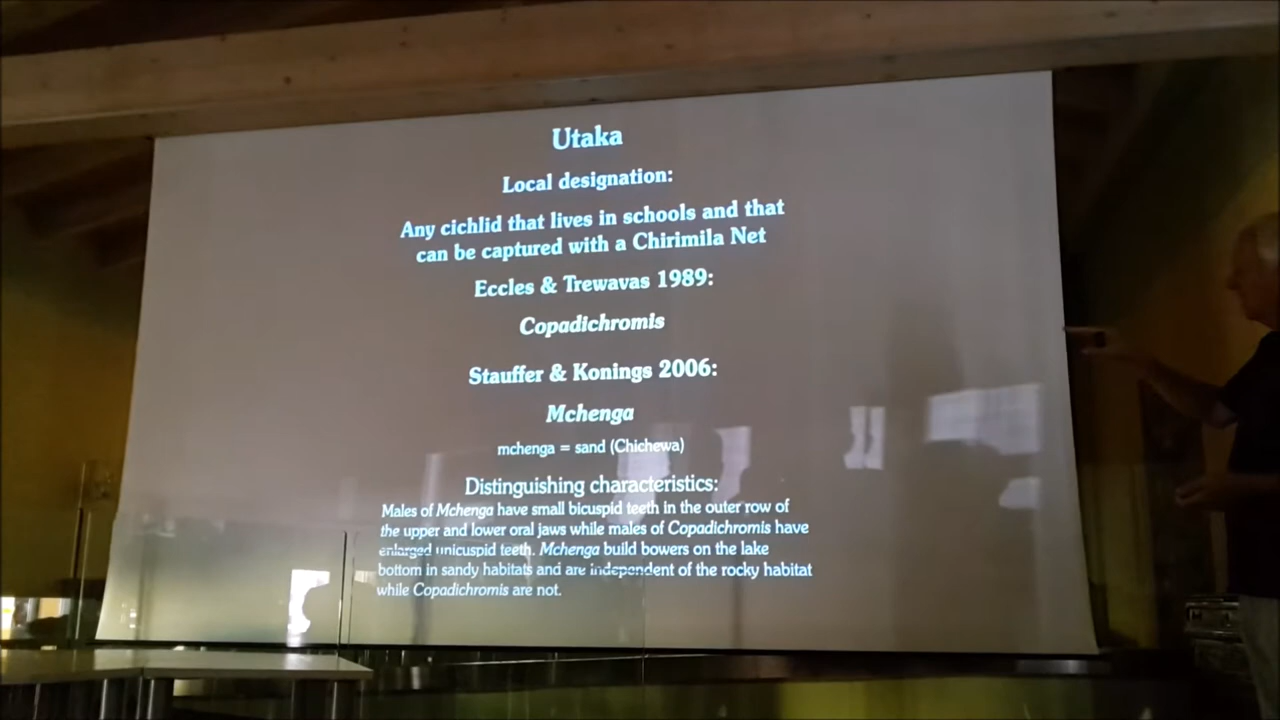 Utaka
Local designation:
Any cichlid that lives in schools and that
can be captured with a Chirimila Net
Eccles & Trewavas 1989:
Copadichromis
Stauffer & Konings 2006:
Mchenga
mchenga = sand (Chichewa)
Distinguishing characteristics:
Males of Mchenga have small bicuspid teeth in the outer row of
the upper and lower oral jaws while males of Copadichromis have
enlarged unicuspid teeth. Mchenga build bowers on the lake
bottom in sandy habitats and are independent of the rocky habitat
while Copadichromis are not.